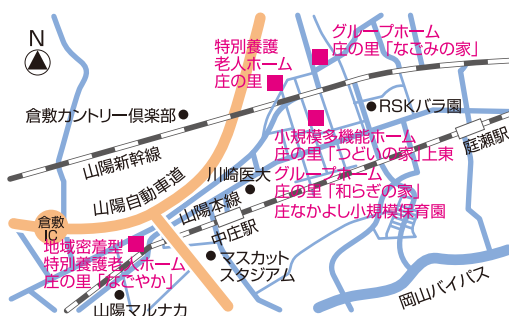 N
特別養護
老人ホーム
庄の里
グループホーム
庄の里「なごみの家」
倉敷カントリー倶楽部
RSKバラ園
小規模多機能ホーム
庄の里「つどいの家」上東
グループホーム
庄の里「和らぎの家」
庄なかよし小規模保育園
庭瀬駅
山陽新幹線
山陽自動車道
川崎医大
山陽本線
中庄駅
倉敷
IC
地域密着型
特別養護老人ホーム
庄の里「なごやか」
マスカット
スタジアム
山陽マルナカ
岡山バイパス